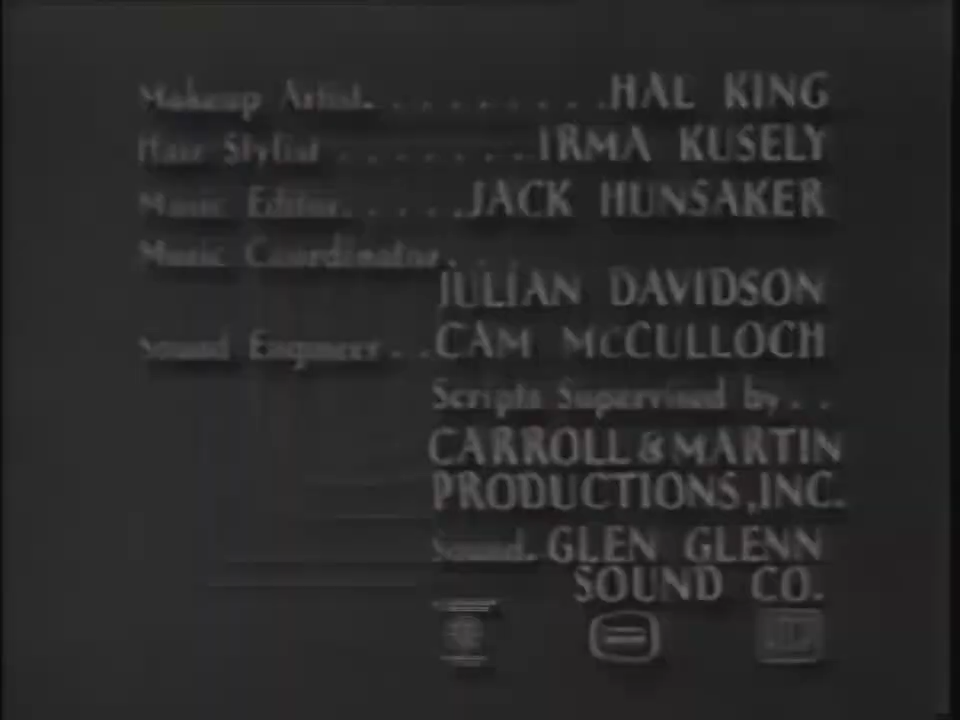 Makeup Artist. . . . . . . . . .HAL KING
Hair Stylist . . . . . . . .IRMA KUSELY
Music Editor. . . . . .JACK HUNSAKER
Music Coordinator. . .
JULIAN DAVIDSON
Sound Engineer . . CAM McCULLOCH
Scripts Supervised by . .
CARROLL & MARTIN
PRODUCTIONS, INC.
Sound. GLEN GLENN
SOUND CO.